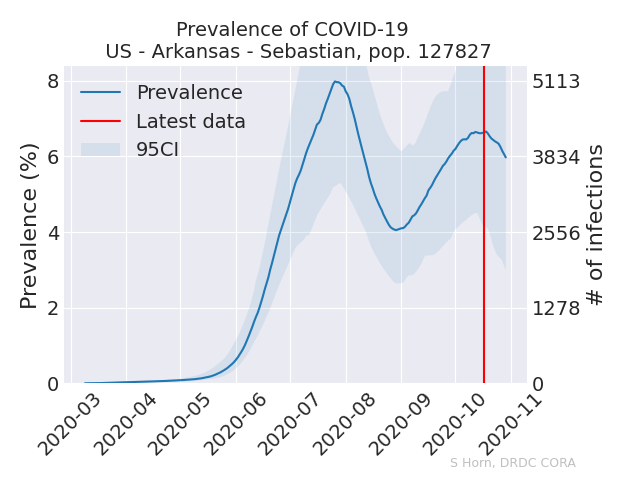 Prevalence of COVID-19
US - Arkansas - Sebastian, pop. 127827
Prevalence
Latest data
95CI
Prevalence (%)
8
6
4
2
0
5113
3834
2556
1278
0
# of infections
2020-03
2020-04
2020-05
2020-06
2020-07
2020-08
2020-09
2020-10
2020-11
S Horn, DRDC CORA